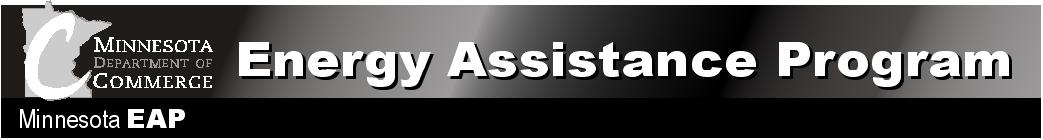 MINNESOTA
DEPARTMENT OF
COMMERCE
Energy Assistance Program
Minnesota EAP